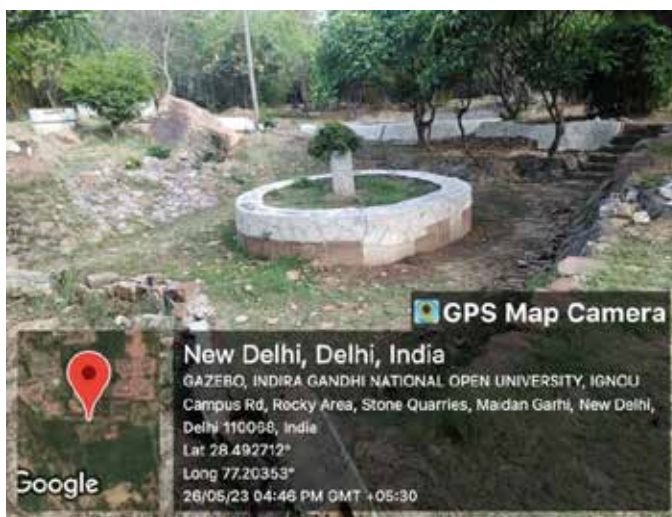 GPS Map Camera
New Delhi, Delhi, India
GAZEBO, INDIRA GANDHI NATIONAL OPEN UNIVERSITY, IGNOU
Campus Rd, Rocky Area, Stone Quarries, Maidan Garhi, New Delhi,
Delhi 110068, India
Lat 28.492712°
Long 77.20353°
26/05/23 04:46 PM GMT +05:30
Google